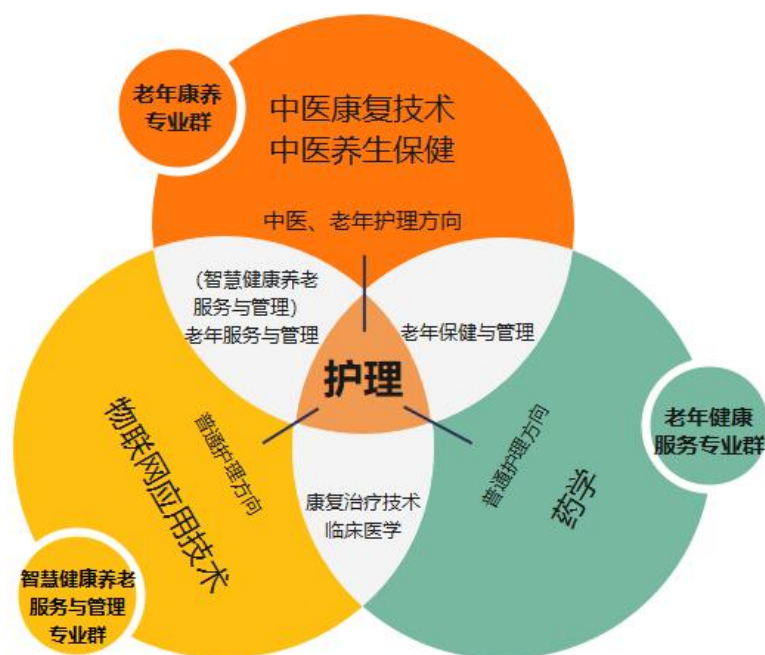 老年康养
专业群
中医康复技术
中医养生保健
中医、老年护理方向
（智慧健康养老
服务与管理）
老年服务与管理
老年保健与管理
护理
物联网应用技术
普通护理方向
普通护理方向
药学
老年健康
服务专业群
康复治疗技术
临床医学
智慧健康养老
服务与管理
专业群